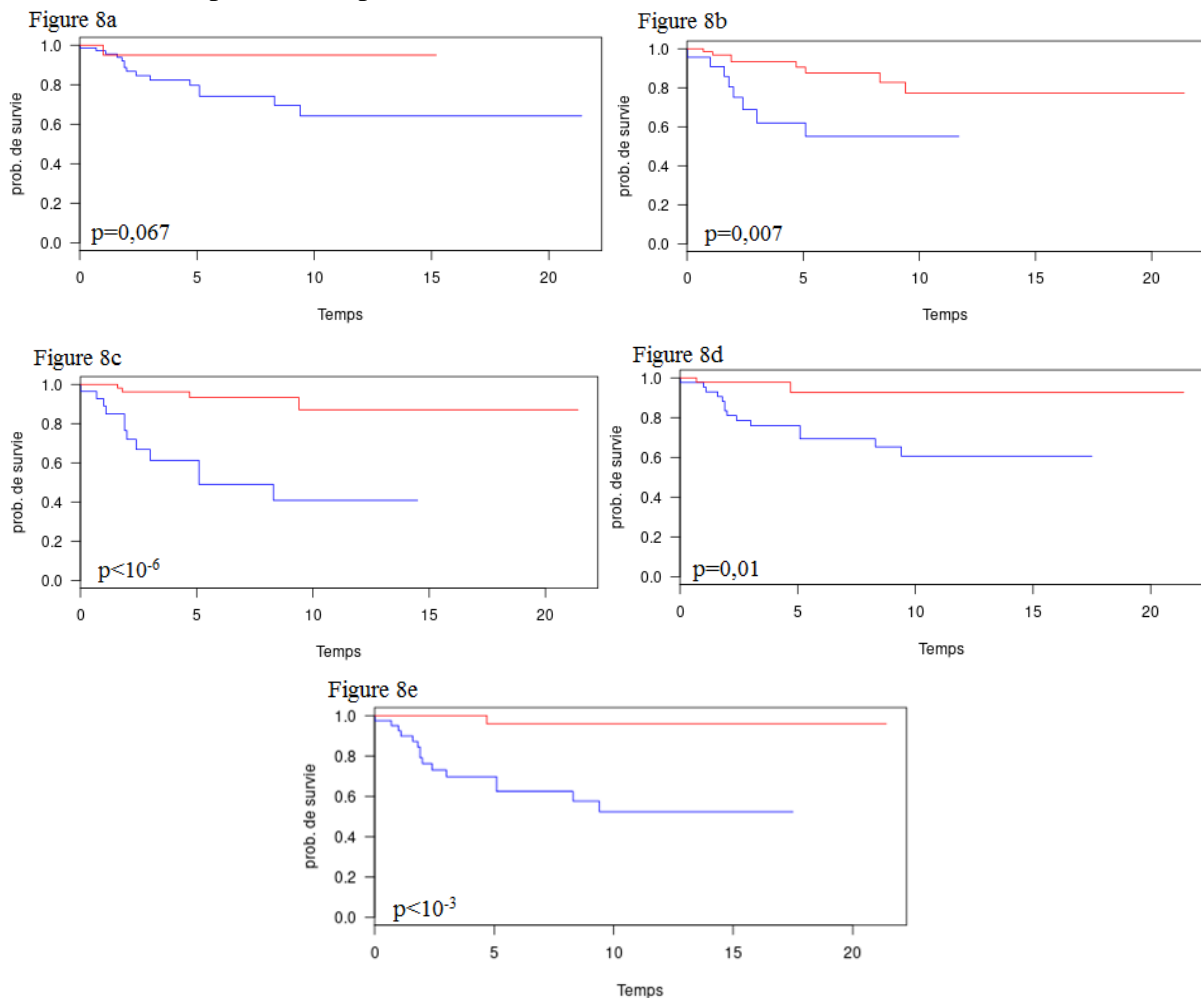 Figure 8a
1.0
0.8
0.6
0.4
0.2
0.0
prob. de survie
p=0,067
0 5 10 15 20
Temps
Figure 8b
1.0
0.8
0.6
0.4
0.2
0.0
prob. de survie
p=0,007
0 5 10 15 20
Temps
Figure 8c
1.0
0.8
0.6
0.4
0.2
0.0
prob. de survie
p<10⁻⁶
0 5 10 15 20
Temps
Figure 8d
1.0
0.8
0.6
0.4
0.2
0.0
prob. de survie
p=0,01
0 5 10 15 20
Temps
Figure 8e
1.0
0.8
0.6
0.4
0.2
0.0
prob. de survie
p<10⁻³
0 5 10 15 20
Temps